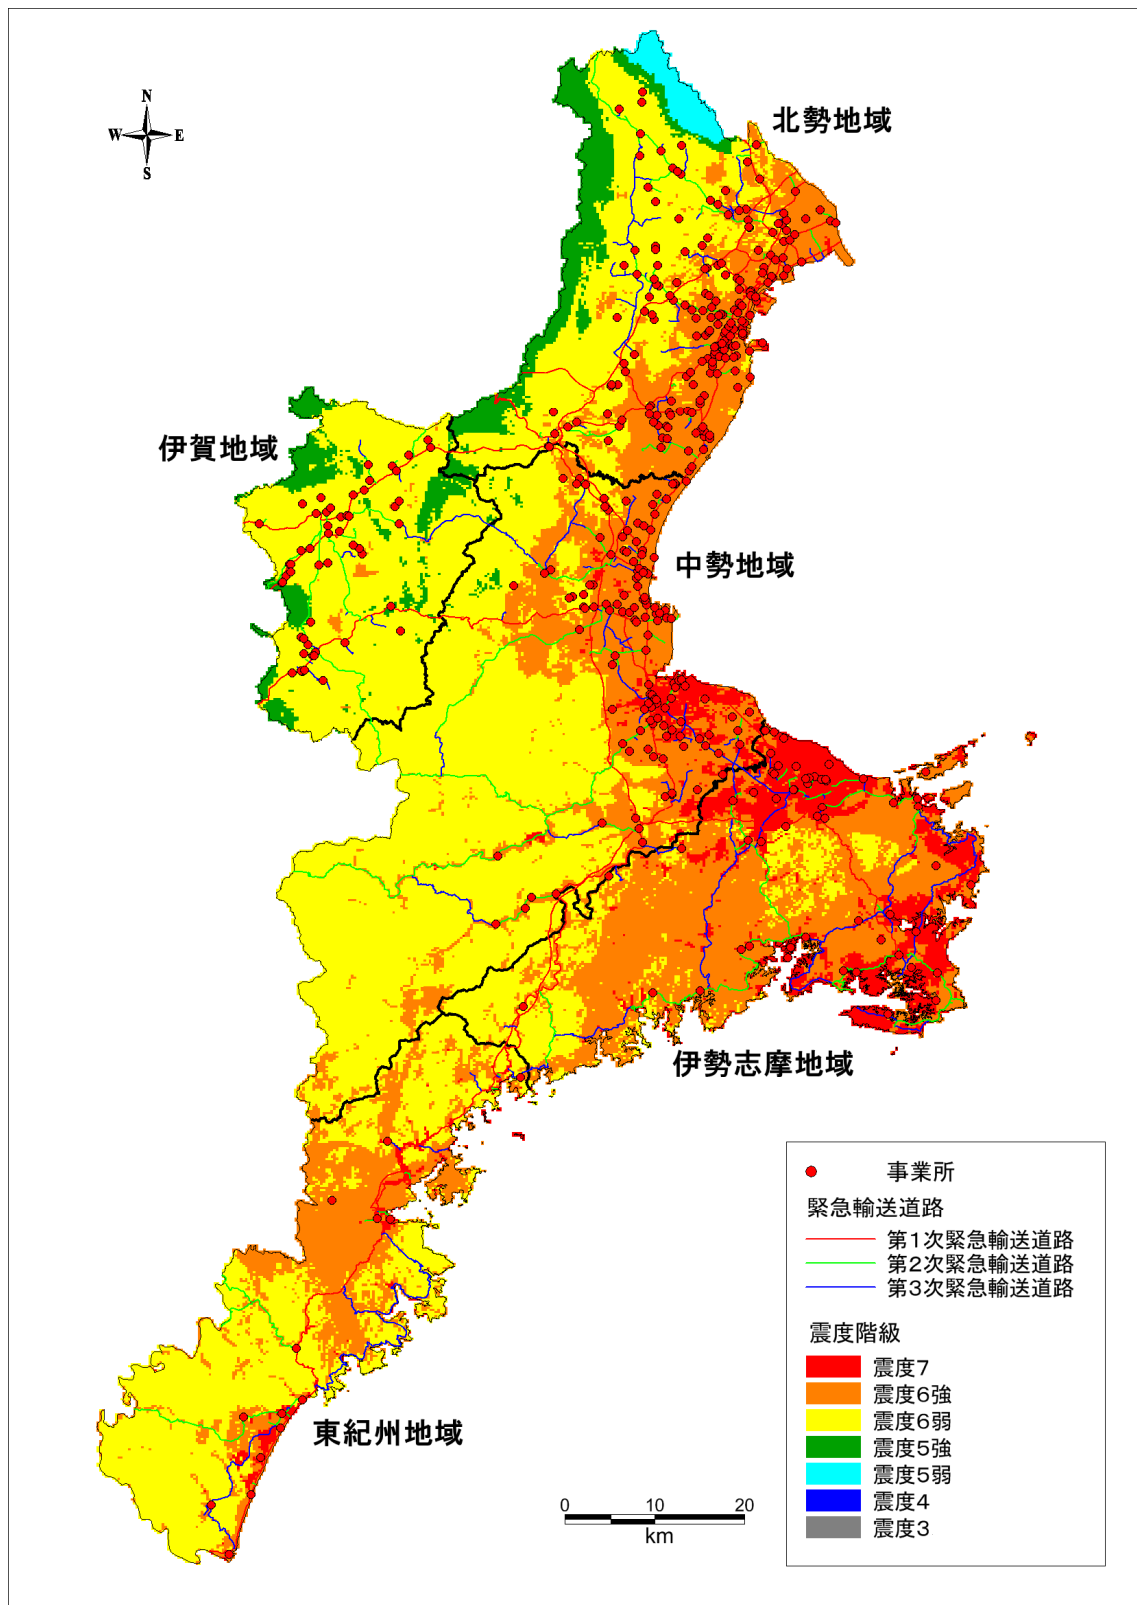 N
W E
S
北勢地域
伊賀地域
中勢地域
伊勢志摩地域
東紀州地域
事業所
緊急輸送道路
第1次緊急輸送道路
第2次緊急輸送道路
第3次緊急輸送道路
震度階級
震度7
震度6強
震度6弱
震度5強
震度5弱
震度4
震度3
0 10 20
km